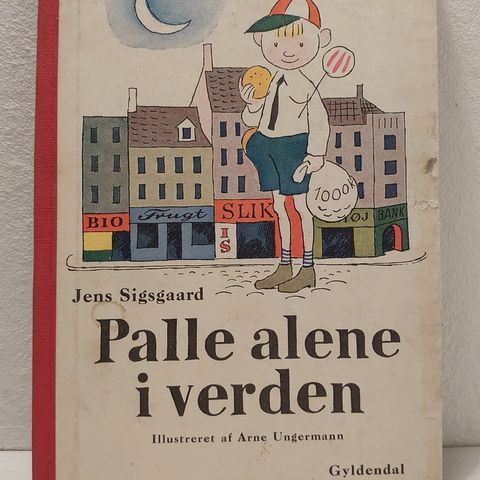 BIO
Frugt
SLIK
IS
1000 K
TØJ
BANK
Jens Sigsgaard
Palle alene
i verden
Illustreret af Arne Ungermann
Gyldendal